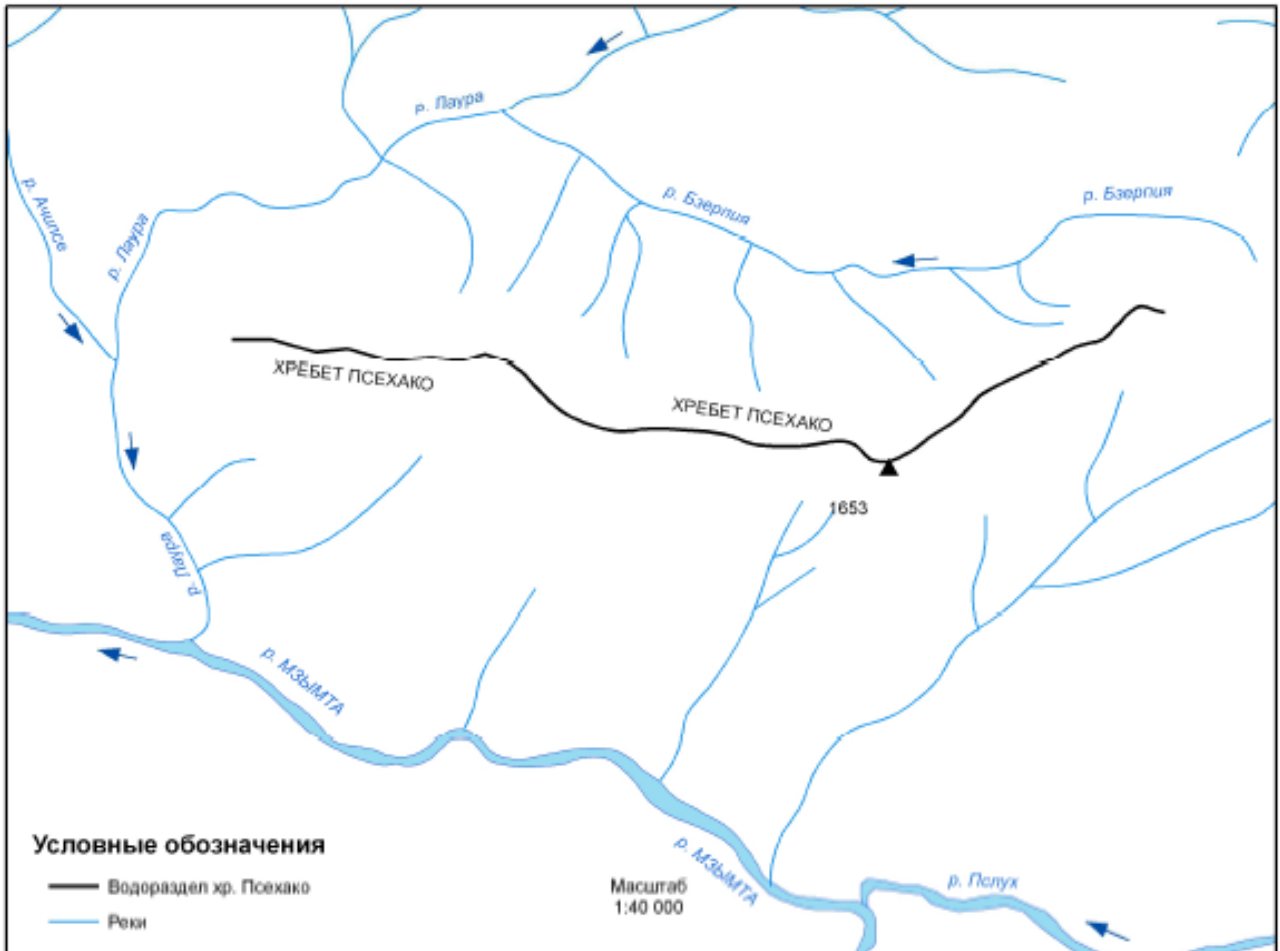 р. Лаура
р. Ачипсе
р. Лаура
р. Бзерпия
р. Бзерпия
ХРЕБЕТ ПСЕХАКО
ХРЕБЕТ ПСЕХАКО
1653
р. Лаура
р. МЗЫМТА
р. МЗЫМТА
р. Пслух
Условные обозначения
Водораздел хр. Псехако
Реки
Масштаб
1:40 000